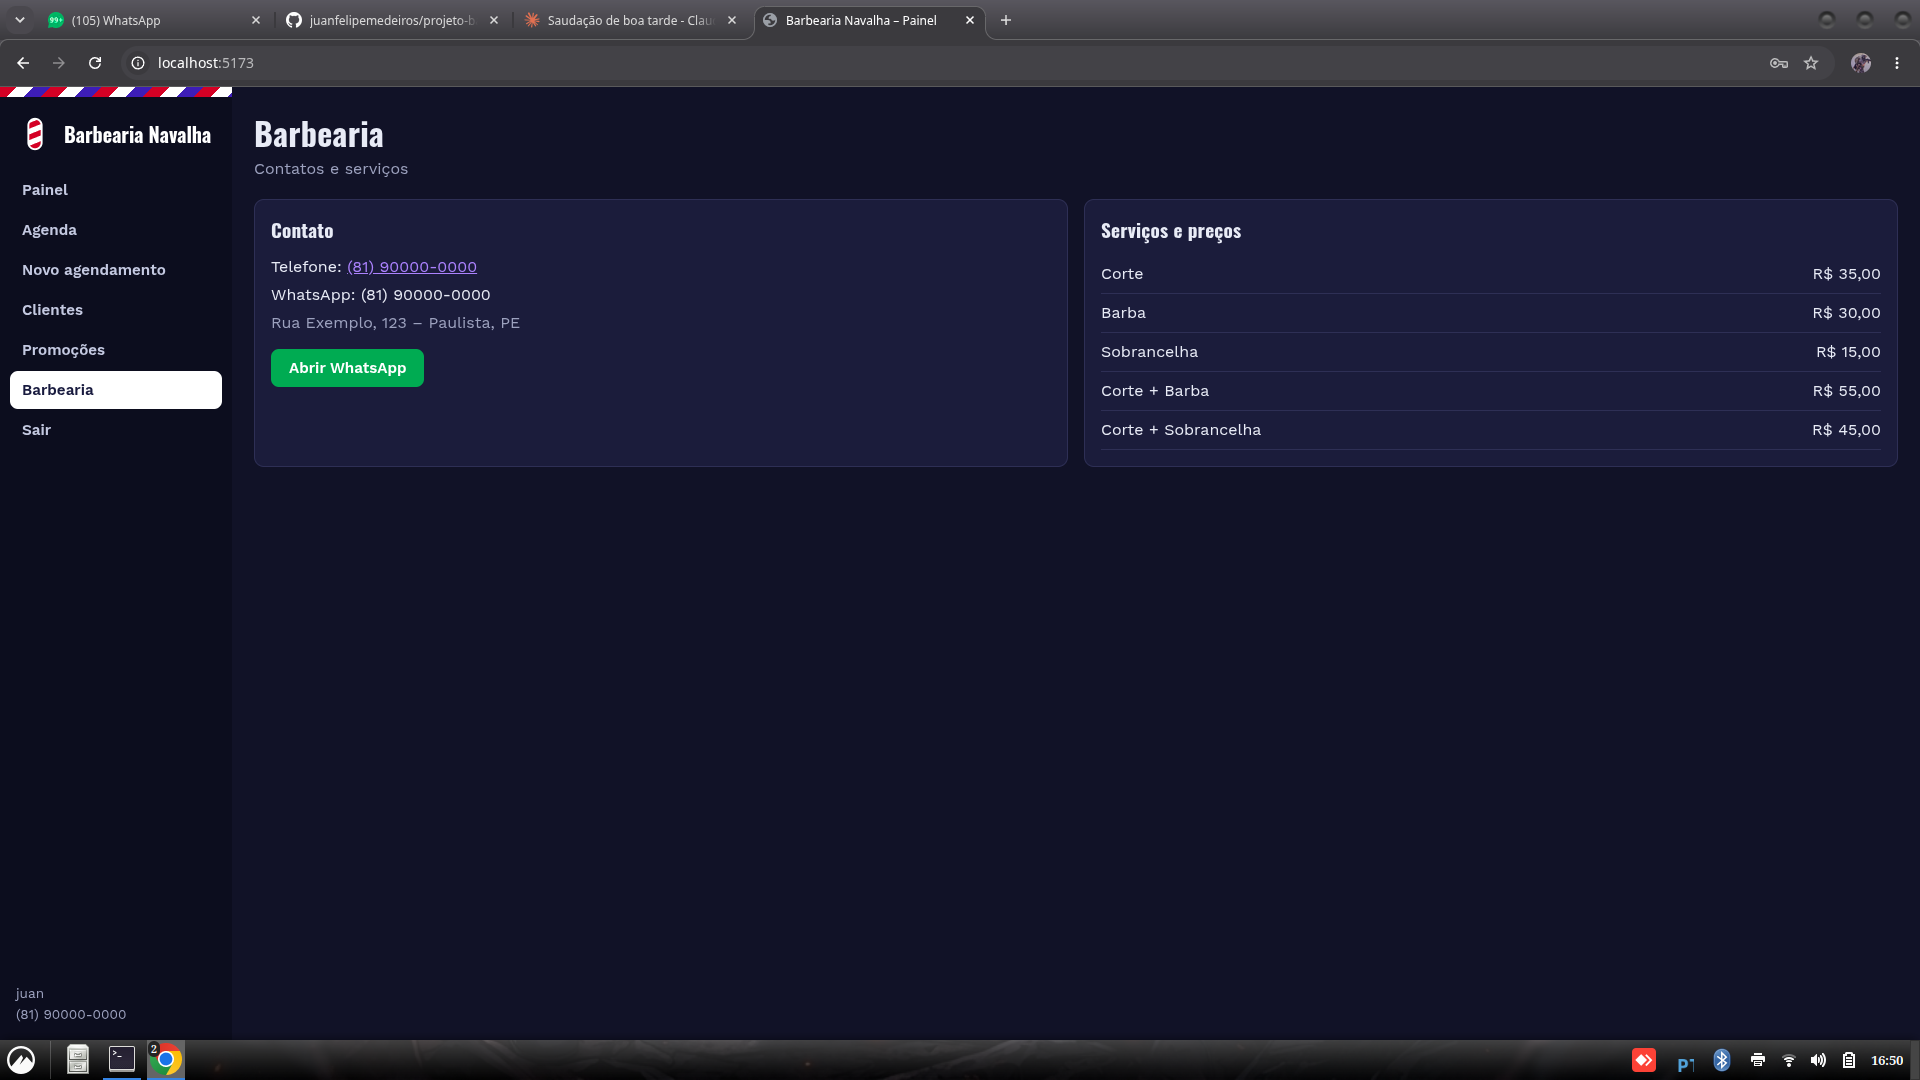 (105) WhatsApp
juanfelipemedeiros/projeto-b
Saudação de boa tarde - Clau
Barbearia Navalha – Painel
localhost:5173
Barbearia Navalha
Painel
Agenda
Novo agendamento
Clientes
Promoções
Barbearia
Sair
juan
(81) 90000-0000
Barbearia
Contatos e serviços
Contato
Telefone: (81) 90000-0000
WhatsApp: (81) 90000-0000
Rua Exemplo, 123 – Paulista, PE
Abrir WhatsApp
Serviços e preços
Corte R$ 35,00
Barba R$ 30,00
Sobrancelha R$ 15,00
Corte + Barba R$ 55,00
Corte + Sobrancelha R$ 45,00
2
16:50